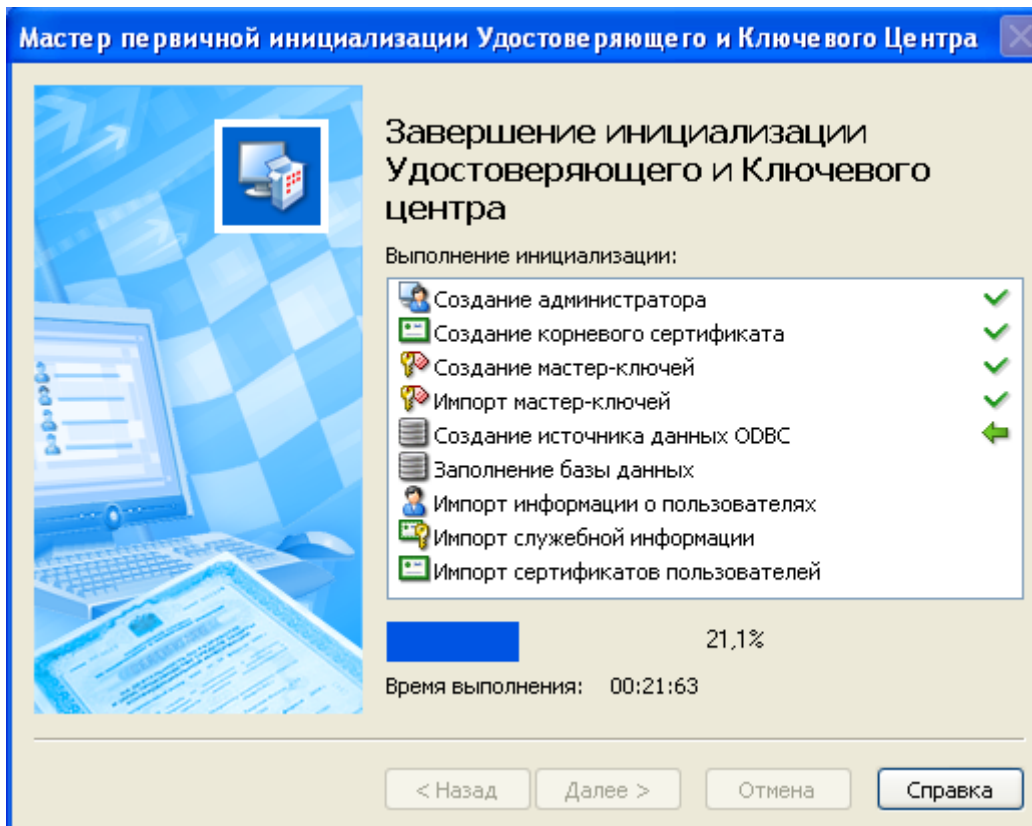 Мастер первичной инициализации Удостоверяющего и Ключевого Центра
Завершение инициализации
Удостоверяющего и Ключевого
центра
Выполнение инициализации:
Создание администратора
Создание корневого сертификата
Создание мастер-ключей
Импорт мастер-ключей
Создание источника данных ODBC
Заполнение базы данных
Импорт информации о пользователях
Импорт служебной информации
Импорт сертификатов пользователей
21,1%
Время выполнения: 00:21:63
< Назад Далее > Отмена Справка